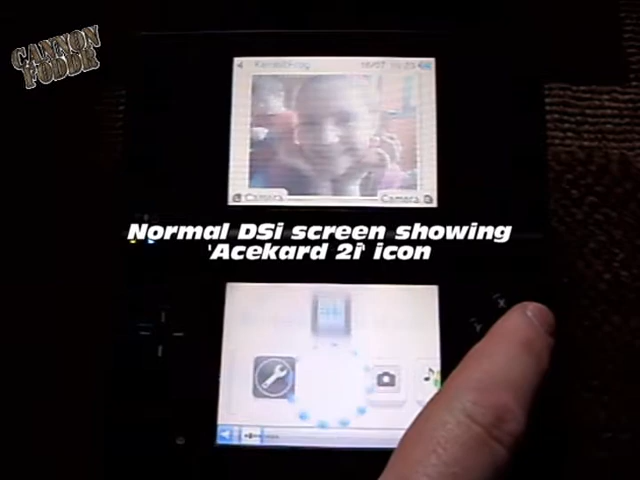 CANNON
FODDR
Camera
Camera
Normal DSi screen showing
'Acekard 2i' icon